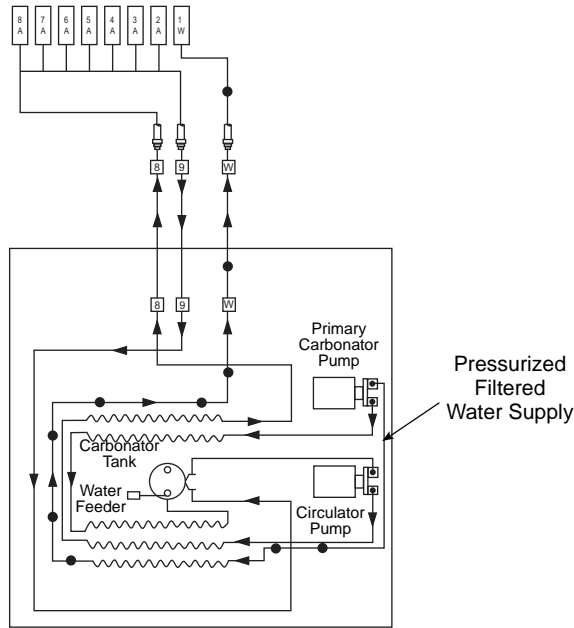 8
A
7
A
6
A
5
A
4
A
3
A
2
A
1
W
8
9
W
8
9
W
Primary
Carbonator
Pump
Pressurized
Filtered
Water Supply
Carbonator
Tank
Water
Feeder
Circulator
Pump